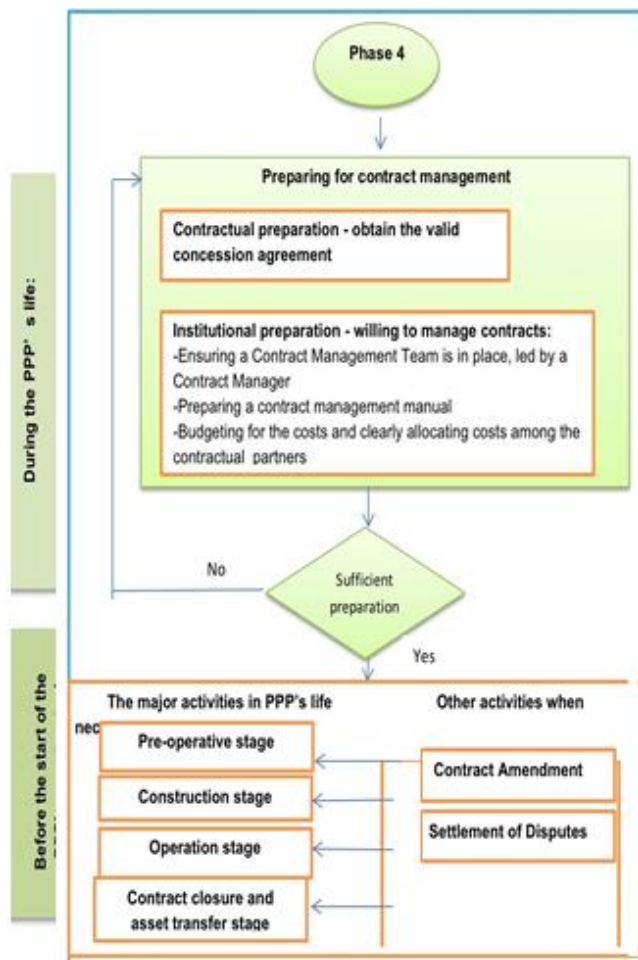 Phase 4
Preparing for contract management
Contractual preparation - obtain the valid
concession agreement
Institutional preparation - willing to manage contracts:
-Ensuring a Contract Management Team is in place, led by a
Contract Manager
-Preparing a contract management manual
-Budgeting for the costs and clearly allocating costs among the
contractual partners
During the PPP' s life:
No
Sufficient
preparation
Yes
Before the start of the
The major activities in PPP's life
Other activities when
nec
Pre-operative stage
Construction stage
Operation stage
Contract closure and
asset transfer stage
Contract Amendment
Settlement of Disputes